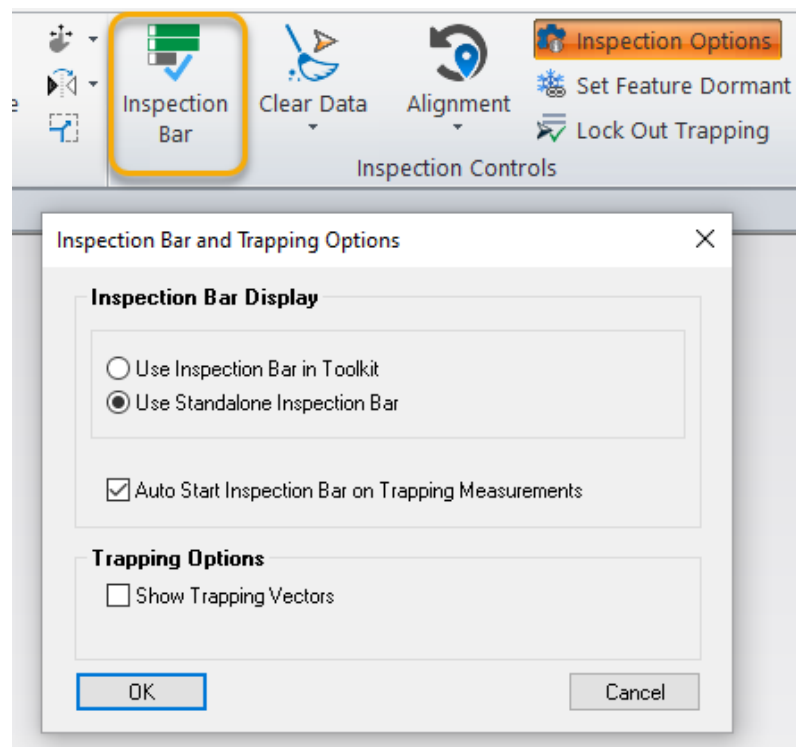 Inspection Options
Set Feature Dormant
Lock Out Trapping
e
Inspection
Bar
Clear Data
Alignment
Inspection Controls
Inspection Bar and Trapping Options
Inspection Bar Display
Use Inspection Bar in Toolkit
Use Standalone Inspection Bar
Auto Start Inspection Bar on Trapping Measurements
Trapping Options
Show Trapping Vectors
OK
Cancel